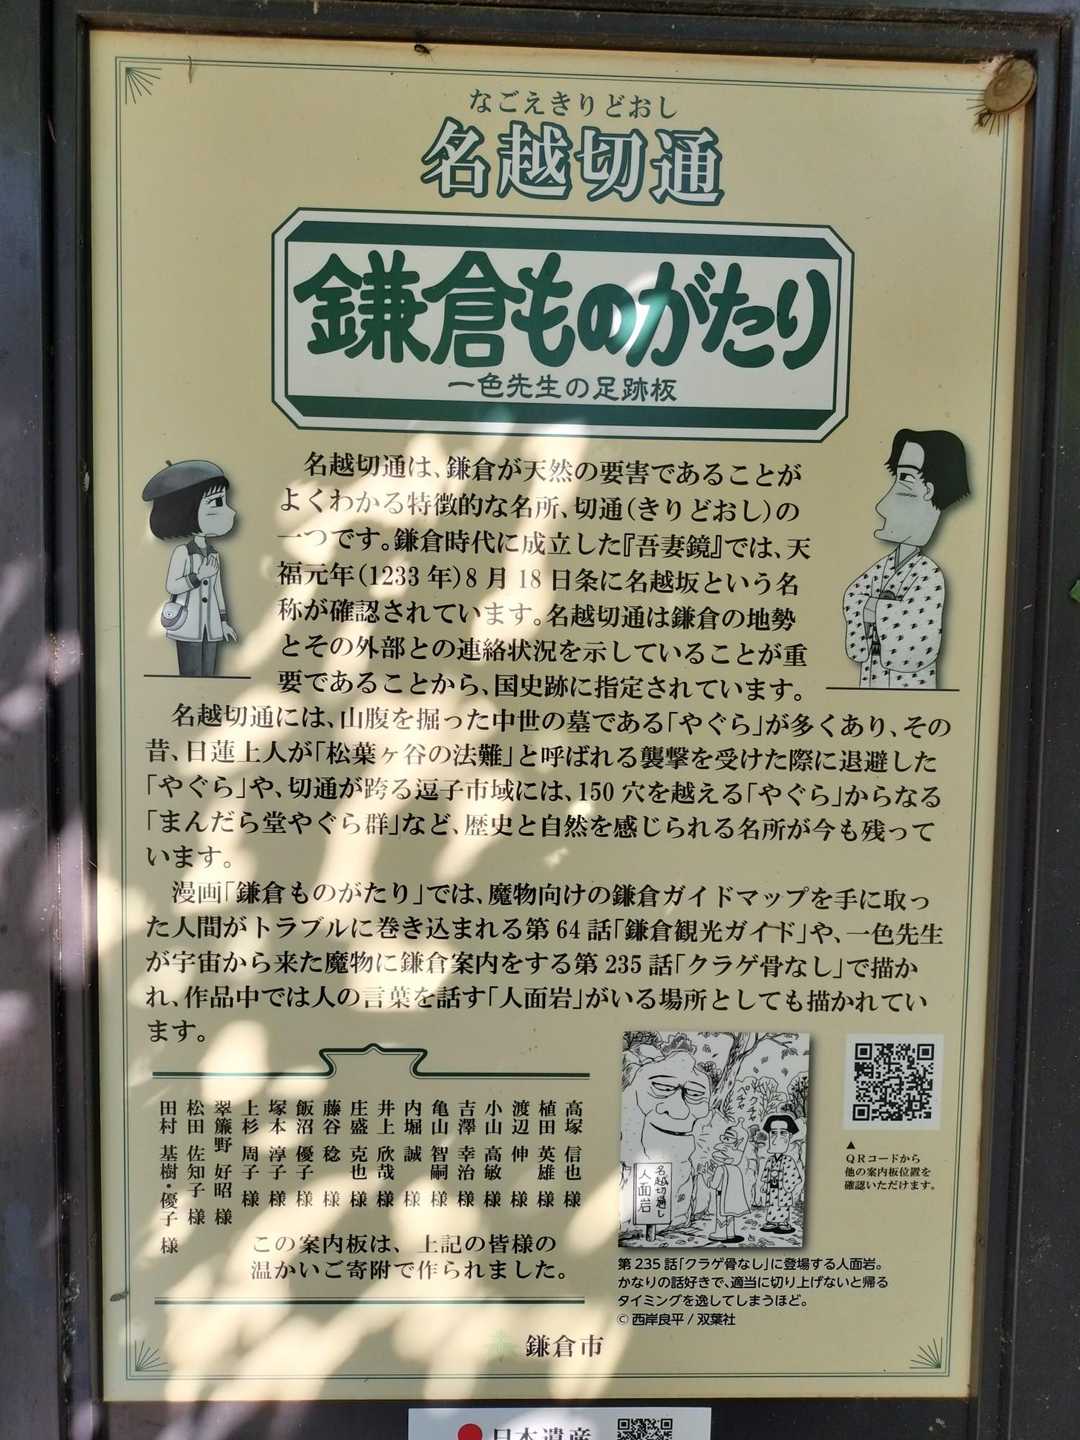 なごえきりどおし
名越切通
鎌倉ものがたり
一色先生の足跡板
名越切通は、鎌倉が天然の要害であることが
よくわかる特徴的な名所、切通(きりどおし)の
一つです。鎌倉時代に成立した『吾妻鏡』では、天
福元年(1233 年)8 月 18 日条に名越坂という名
称が確認されています。名越切通は鎌倉の地勢
とその外部との連絡状況を示していることが重
要であることから、国史跡に指定されています。
名越切通には、山腹を掘った中世の墓である「やぐら」が多くあり、その
昔、日蓮上人が「松葉ヶ谷の法難」と呼ばれる襲撃を受けた際に退避した
「やぐら」や、切通が跨る逗子市域には、150 穴を越える「やぐら」からなる
「まんだら堂やぐら群」など、歴史と自然を感じられる名所が今も残って
います。
漫画「鎌倉ものがたり」では、魔物向けの鎌倉ガイドマップを手に取っ
た人間がトラブルに巻き込まれる第 64 話「鎌倉観光ガイド」や、一色先生
が宇宙から来た魔物に鎌倉案内をする第 235 話「クラゲ骨なし」で描か
れ、作品中では人の言葉を話す「人面岩」がいる場所としても描かれてい
ます。
高塚 信也 様
植田 英雄 様
渡辺 伸 様
小山 高敏 様
吉澤 幸治 様
亀山 智嗣 様
内堀 誠 様
井上 欣哉 様
庄盛 克也 様
藤谷 稔 様
飯沼 優子 様
塚本 淳子 様
上杉 周子 様
翠簾野 好昭 様
松田 佐知子 様
田村 基樹・優子 様
この案内板は、上記の皆様の
温かいご寄附で作られました。
クッチャ
ペッチャ
名越切通し
人面岩
第 235 話「クラゲ骨なし」に登場する人面岩。
かなりの話好きで、適当に切り上げないと帰る
タイミングを逸してしまうほど。
© 西岸良平 / 双葉社
▲
QRコードから
他の案内板位置を
確認いただけます。
鎌倉市
日本遺産